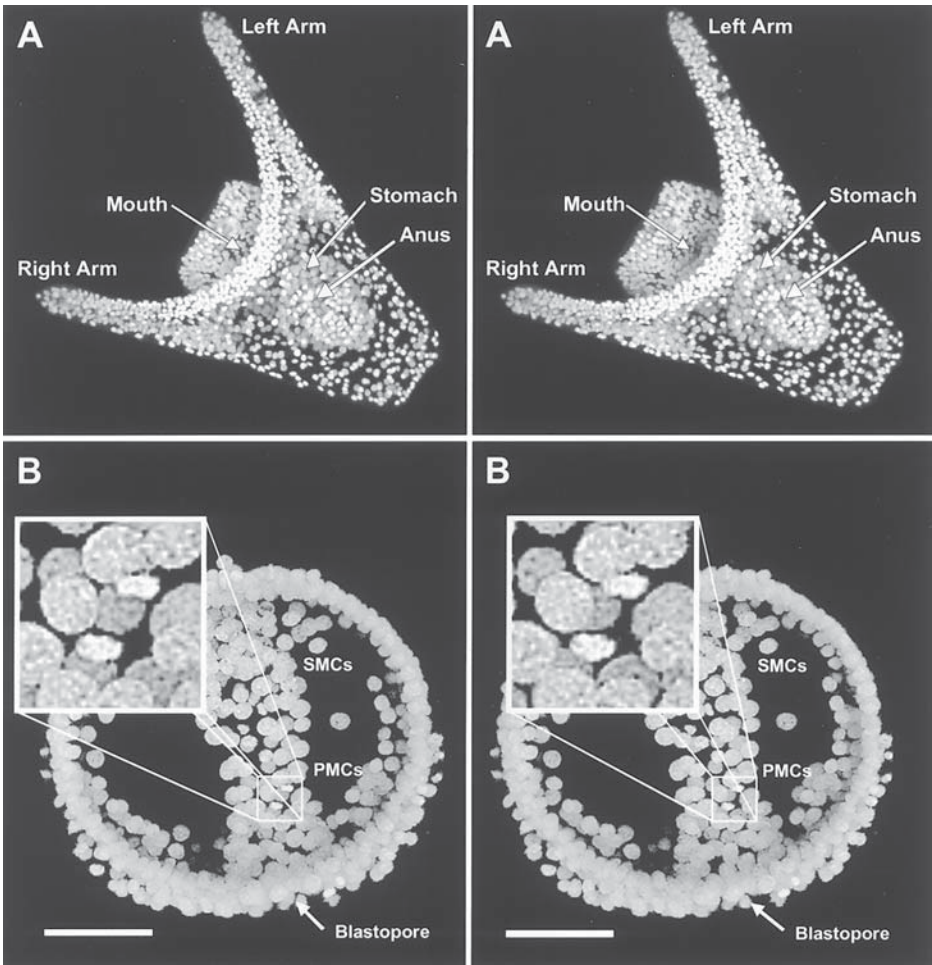 A
Left Arm
Mouth
Stomach
Anus
Right Arm
A
Left Arm
Mouth
Stomach
Anus
Right Arm
B
SMCs
PMCs
Blastopore
B
SMCs
PMCs
Blastopore